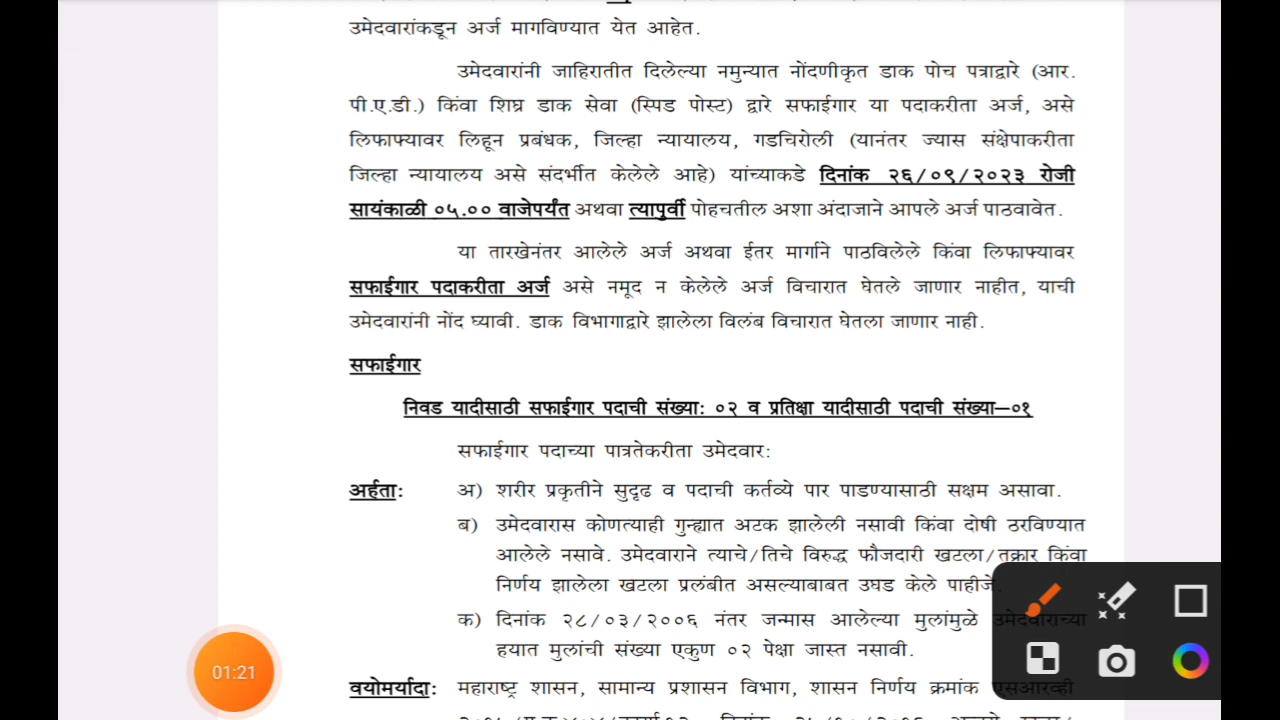 उमेदवारांकडून अर्ज मागविण्यात येत आहेत.
उमेदवारांनी जाहिरातीत दिलेल्या नमुन्यात नोंदणीकृत डाक पोच पत्राद्वारे (आर.
पी.ए.डी.) किंवा शिघ्र डाक सेवा (स्पिड पोस्ट) द्वारे सफाईगार या पदाकरीता अर्ज, असे
लिफाफ्यावर लिहून प्रबंधक, जिल्हा न्यायालय, गडचिरोली (यानंतर ज्यास संक्षेपाकरीता
जिल्हा न्यायालय असे संदर्भीत केलेले आहे) यांच्याकडे दिनांक २६/०९/२०२३ रोजी
सायंकाळी ०५.०० वाजेपर्यंत अथवा त्यापुर्वी पोहचतील अशा अंदाजाने आपले अर्ज पाठवावेत.
या तारखेनंतर आलेले अर्ज अथवा ईतर मार्गाने पाठविलेले किंवा लिफाफ्यावर
सफाईगार पदाकरीता अर्ज असे नमूद न केलेले अर्ज विचारात घेतले जाणार नाहीत, याची
उमेदवारांनी नोंद घ्यावी. डाक विभागाद्वारे झालेला विलंब विचारात घेतला जाणार नाही.
सफाईगार
निवड यादीसाठी सफाईगार पदाची संख्या: ०२ व प्रतिक्षा यादीसाठी पदाची संख्या–०१
सफाईगार पदाच्या पात्रतेकरीता उमेदवार:
अर्हता: अ) शरीर प्रकृतीने सुदृढ व पदाची कर्तव्ये पार पाडण्यासाठी सक्षम असावा.
ब) उमेदवारास कोणत्याही गुन्ह्यात अटक झालेली नसावी किंवा दोषी ठरविण्यात
आलेले नसावे. उमेदवाराने त्याचे/तिचे विरुद्ध फौजदारी खटला/तक्रार किंवा
निर्णय झालेला खटला प्रलंबीत असल्याबाबत उघड केले पाहीजे.
क) दिनांक २८/०३/२००६ नंतर जन्मास आलेल्या मुलांमुळे उमेदवाराच्या
हयात मुलांची संख्या एकुण ०२ पेक्षा जास्त नसावी.
वयोमर्यादा: महाराष्ट्र शासन, सामान्य प्रशासन विभाग, शासन निर्णय क्रमांक एसआरव्ही
01:21